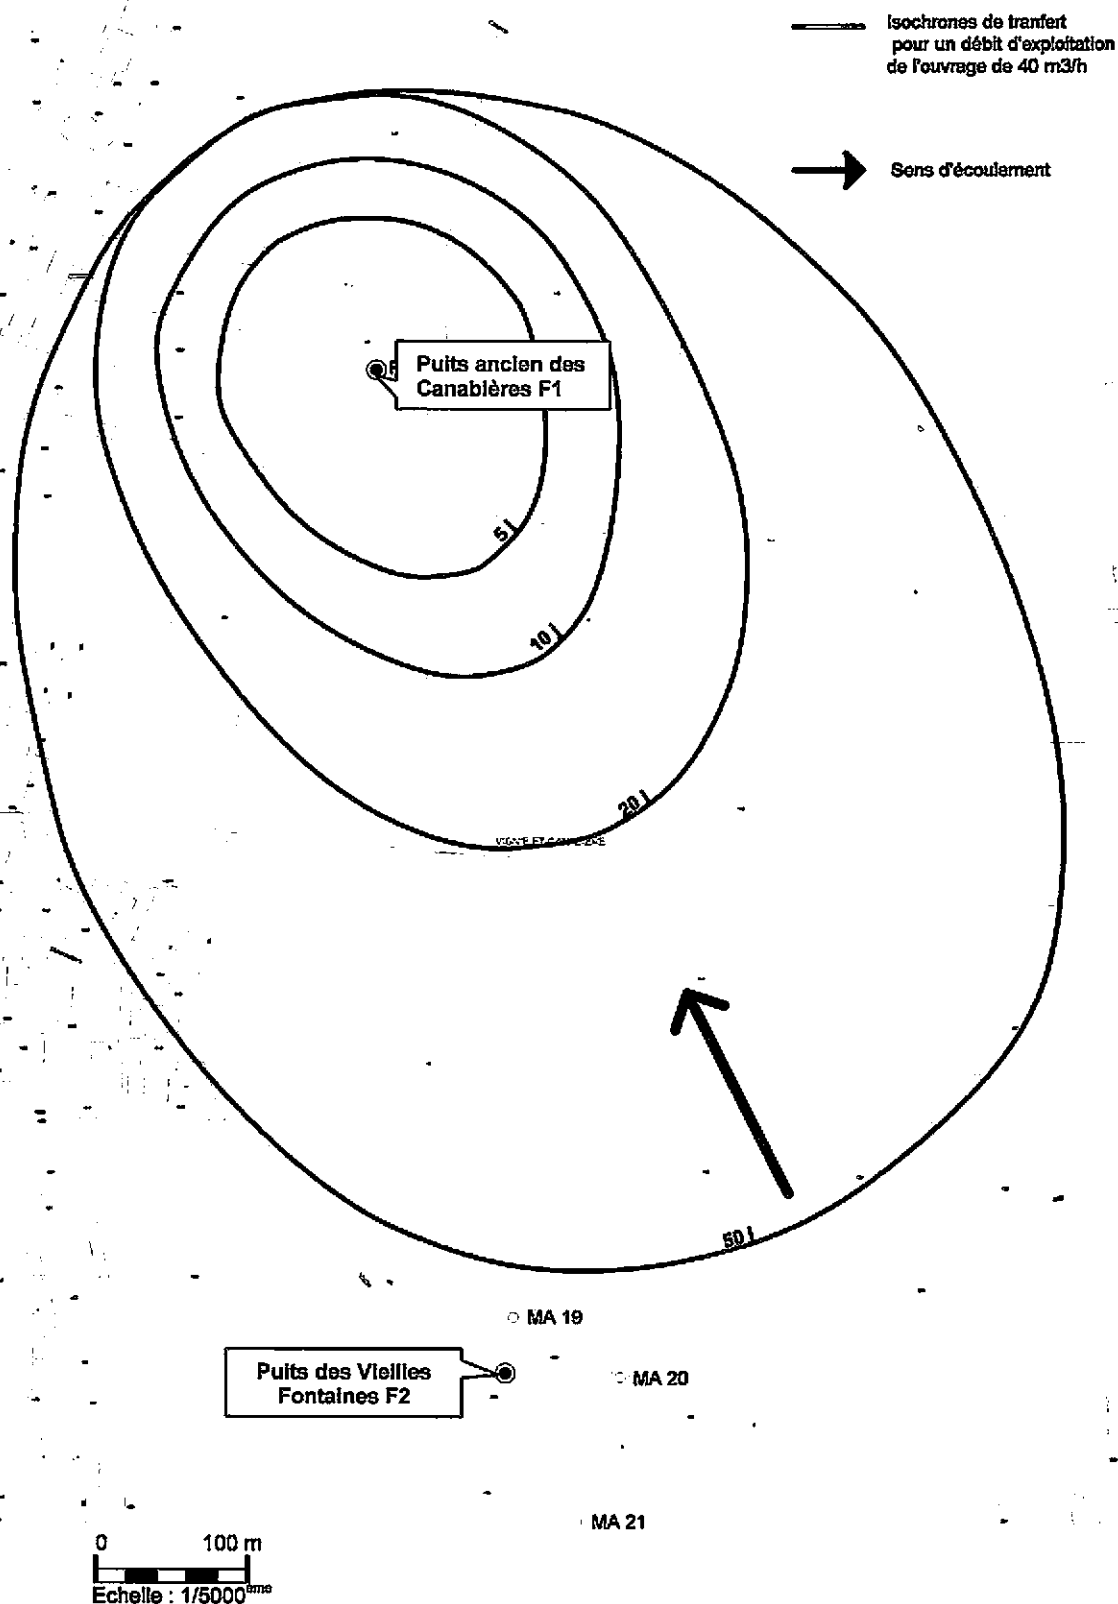 Isochrones de tranfert
pour un débit d'exploitation
de l'ouvrage de 40 m3/h
Sens d'écoulement
Puits ancien des
Canabières F1
5 j
10 j
20 j
50 j
MA 19
Puits des Vieilles
Fontaines F2
MA 20
MA 21
0 100 m
Echelle : 1/5000ème